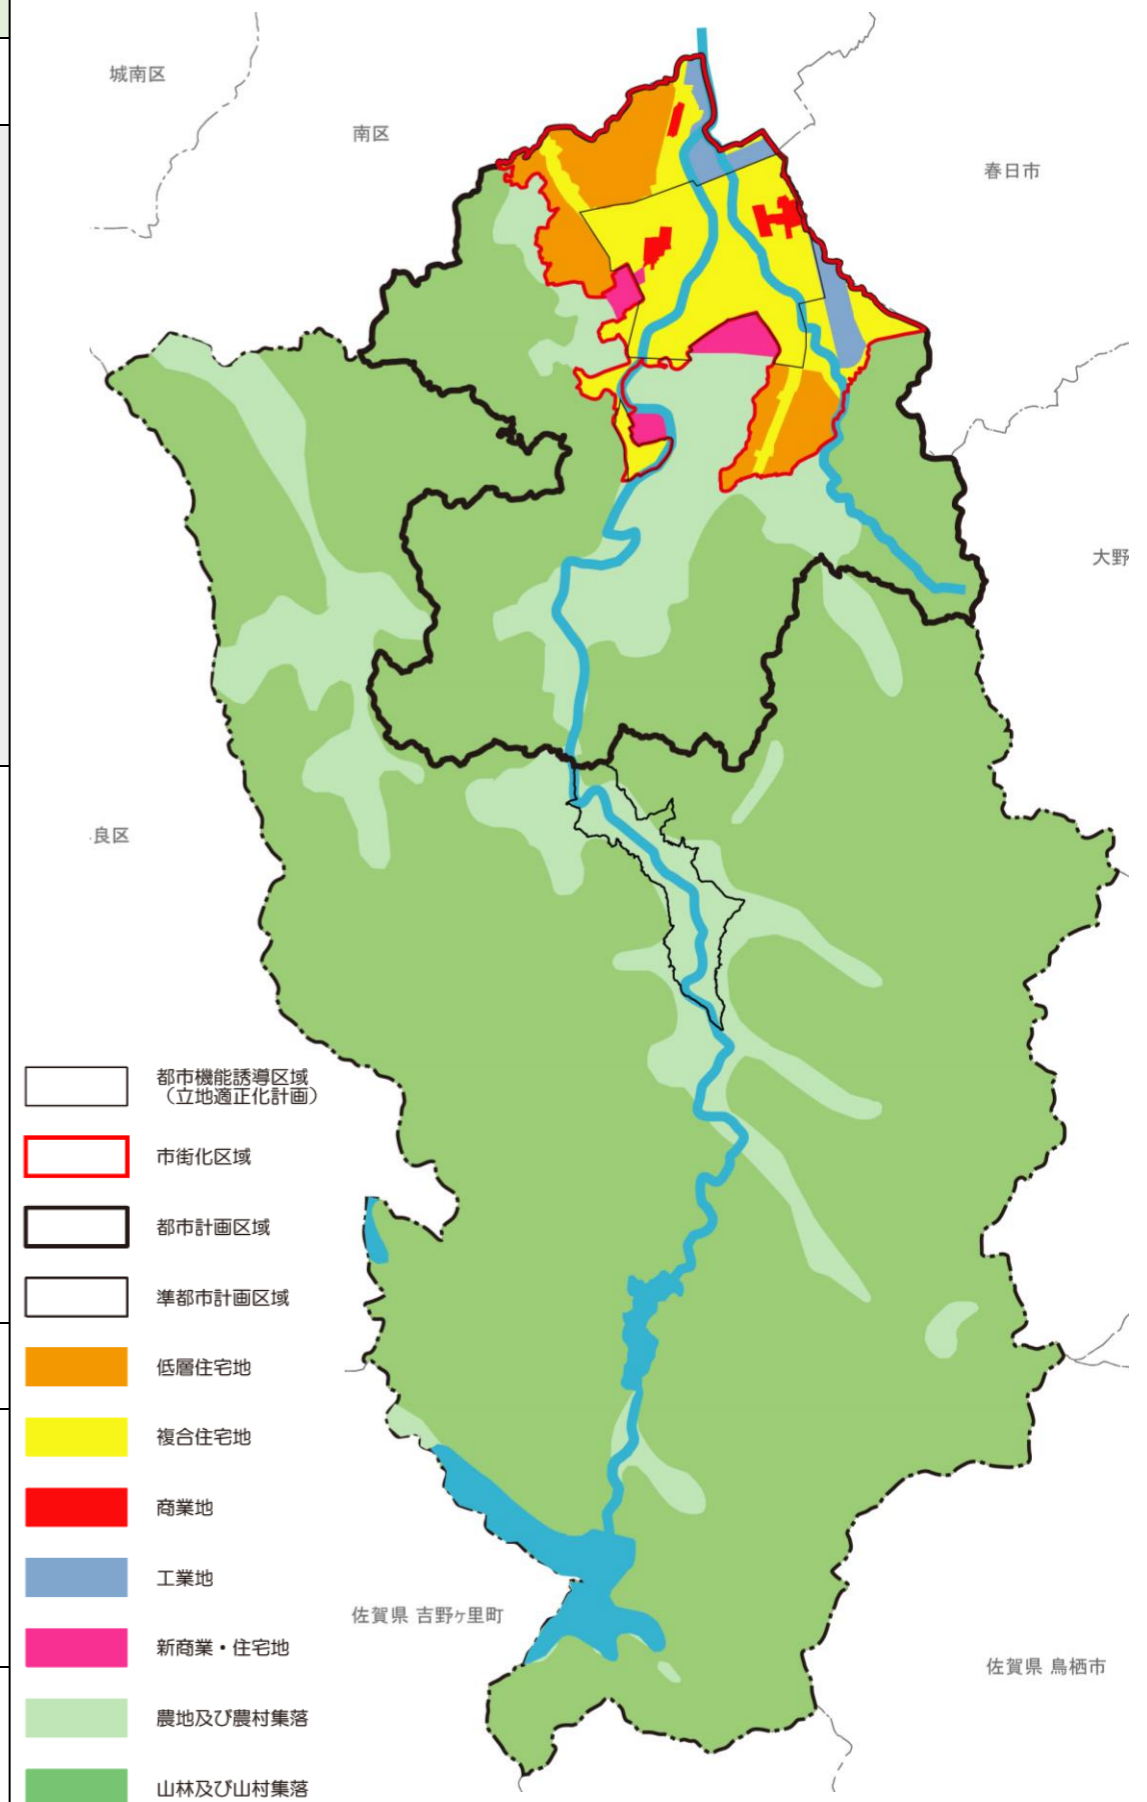 城南区
南区
春日市
大野
良区
都市機能誘導区域
（立地適正化計画）
市街化区域
都市計画区域
準都市計画区域
低層住宅地
複合住宅地
商業地
工業地
新商業・住宅地
農地及び農村集落
山林及び山村集落
佐賀県 吉野ヶ里町
佐賀県 鳥栖市